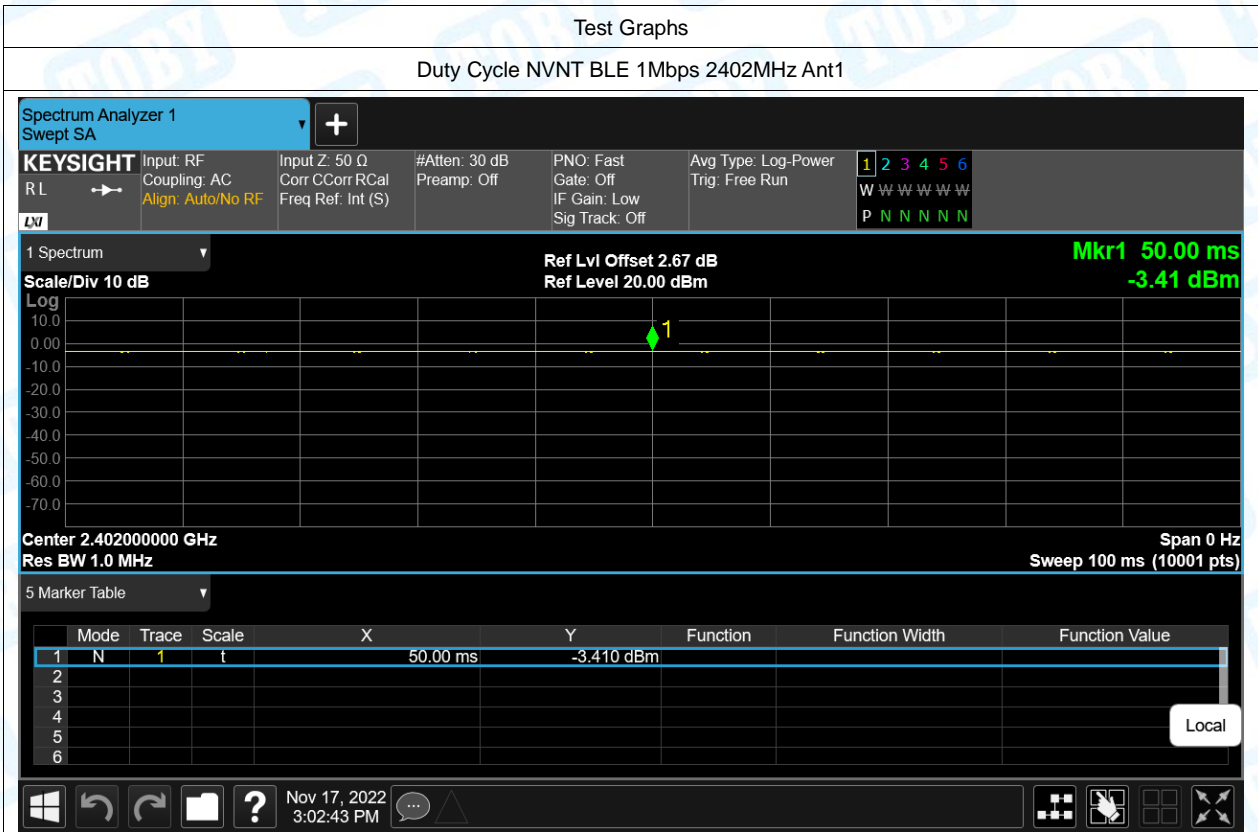 Test Graphs
Duty Cycle NVNT BLE 1Mbps 2402MHz Ant1
Spectrum Analyzer 1
Swept SA
+
KEYSIGHT
R L
LXI
Input: RF
Coupling: AC
Align: Auto/No RF
Input Z: 50 Ω
Corr CCorr RCal
Freq Ref: Int (S)
#Atten: 30 dB
Preamp: Off
PNO: Fast
Gate: Off
IF Gain: Low
Sig Track: Off
Avg Type: Log-Power
Trig: Free Run
1 2 3 4 5 6
W W W W W W
P N N N N N
1 Spectrum
Scale/Div 10 dB
Ref Lvl Offset 2.67 dB
Ref Level 20.00 dBm
Mkr1 50.00 ms
-3.41 dBm
Log
10.0
0.00
-10.0
-20.0
-30.0
-40.0
-50.0
-60.0
-70.0
1
Center 2.402000000 GHz
Res BW 1.0 MHz
Span 0 Hz
Sweep 100 ms (10001 pts)
5 Marker Table
Mode Trace Scale X Y Function Function Width Function Value
1 N 1 t 50.00 ms -3.410 dBm
2
3
4
5
6
Local
?
Nov 17, 2022
3:02:43 PM
TOBY